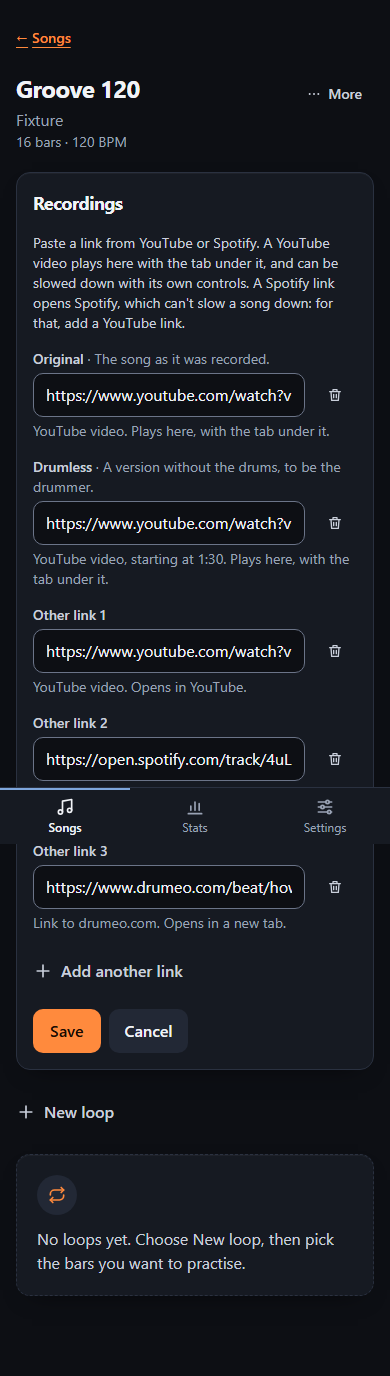 ← Songs
Groove 120
··· More
Fixture
16 bars · 120 BPM
Recordings
Paste a link from YouTube or Spotify. A YouTube
video plays here with the tab under it, and can be
slowed down with its own controls. A Spotify link
opens Spotify, which can't slow a song down: for
that, add a YouTube link.
Original · The song as it was recorded.
https://www.youtube.com/watch?v
YouTube video. Plays here, with the tab under it.
Drumless · A version without the drums, to be the
drummer.
https://www.youtube.com/watch?v
YouTube video, starting at 1:30. Plays here, with the
tab under it.
Other link 1
https://www.youtube.com/watch?v
YouTube video. Opens in YouTube.
Other link 2
https://open.spotify.com/track/4uL
Songs
Stats
Settings
Other link 3
https://www.drumeo.com/beat/hov
Link to drumeo.com. Opens in a new tab.
+ Add another link
Save
Cancel
+ New loop
No loops yet. Choose New loop, then pick
the bars you want to practise.